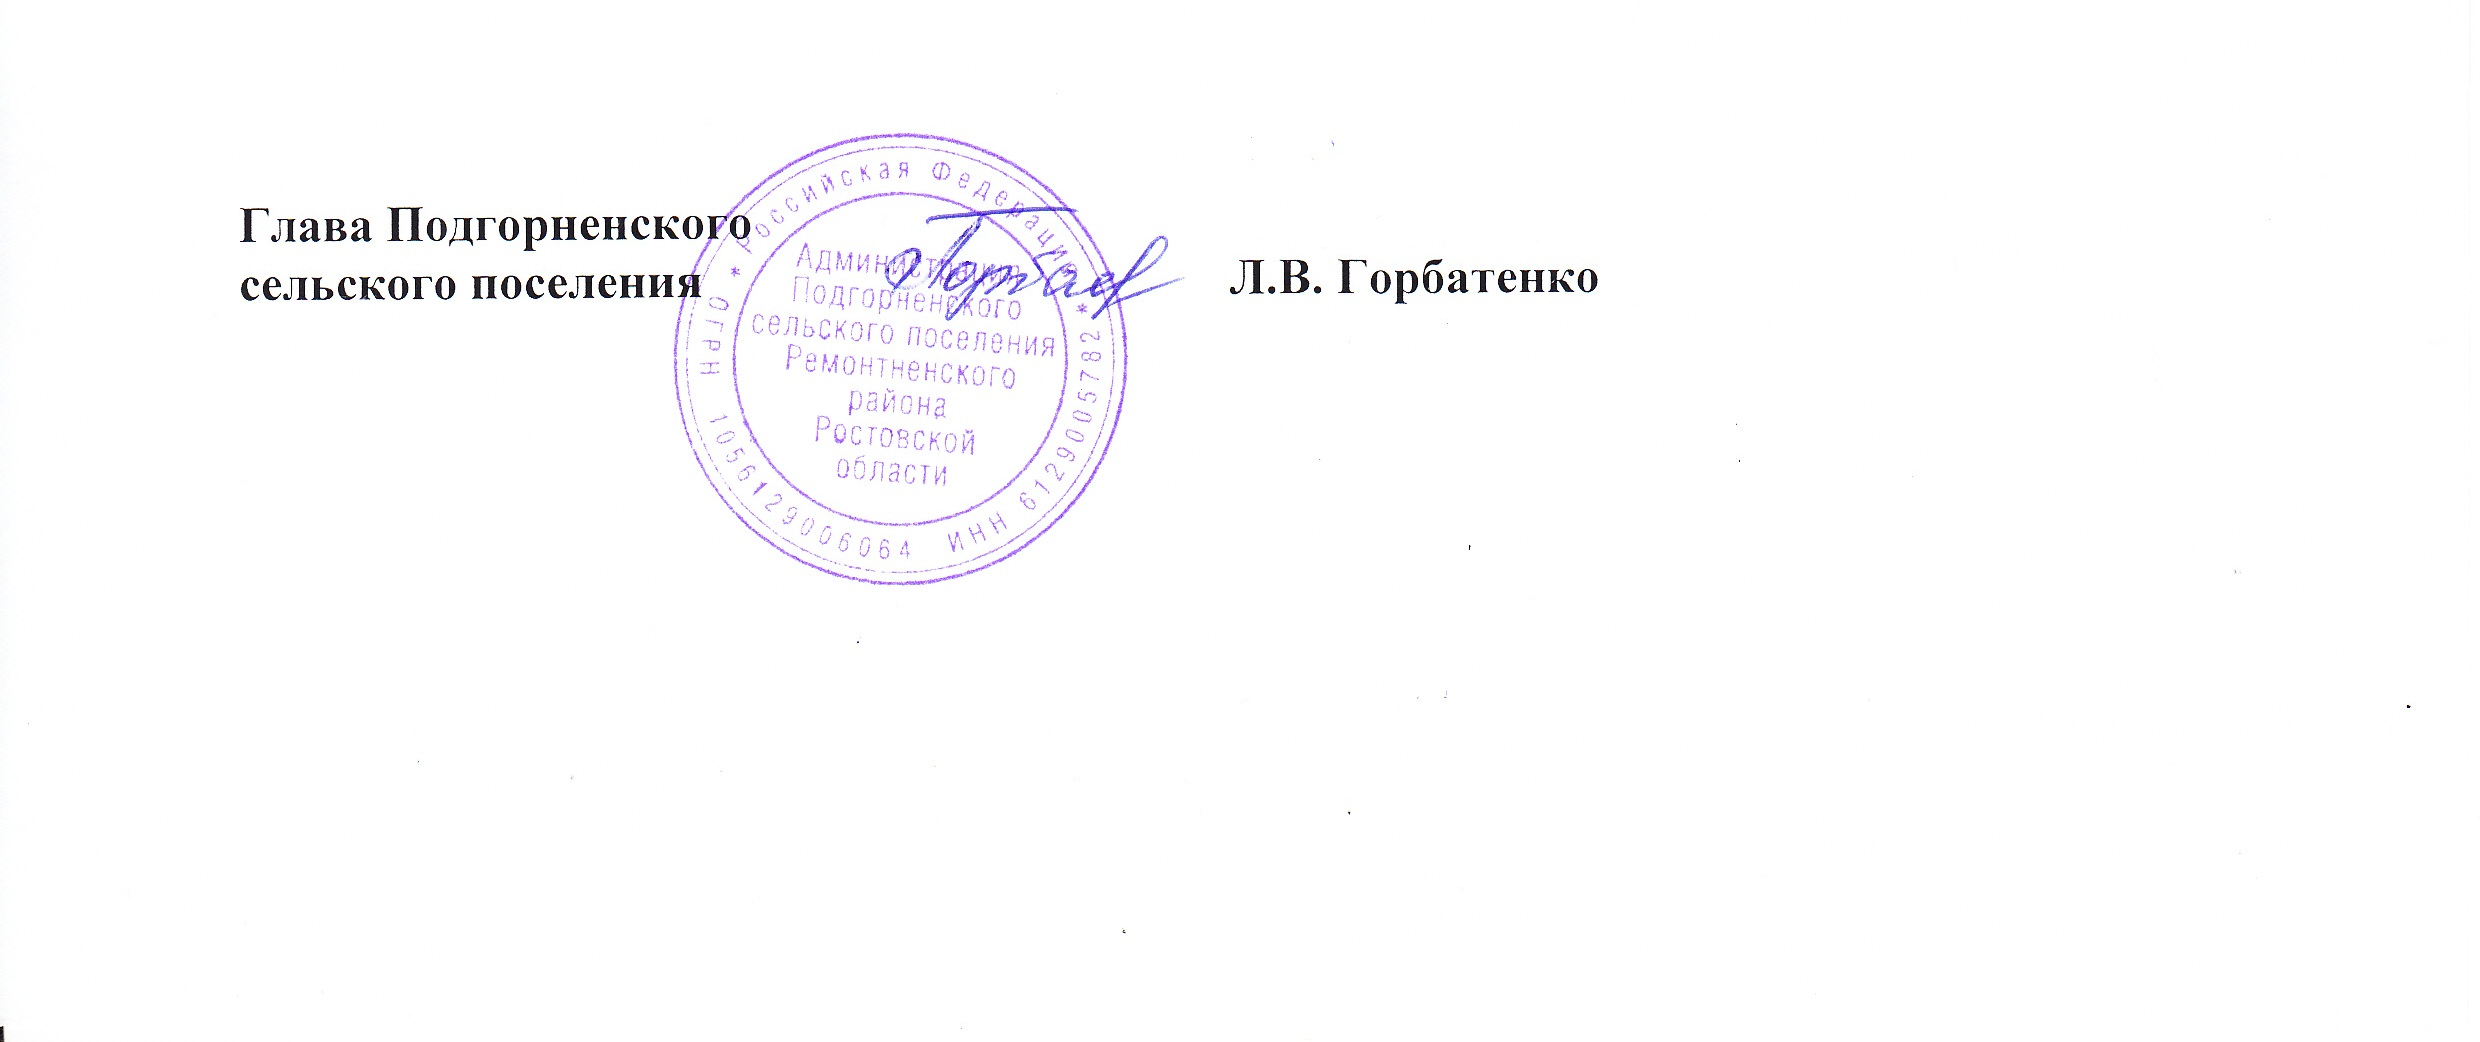 Глава Подгорненского
сельского поселения
Л.В. Горбатенко
* Российская Федерация *
ОГРН 1056129006064 ИНН 6129005782
Администрация
Подгорненского
сельского поселения
Ремонтненского
района
Ростовской
области